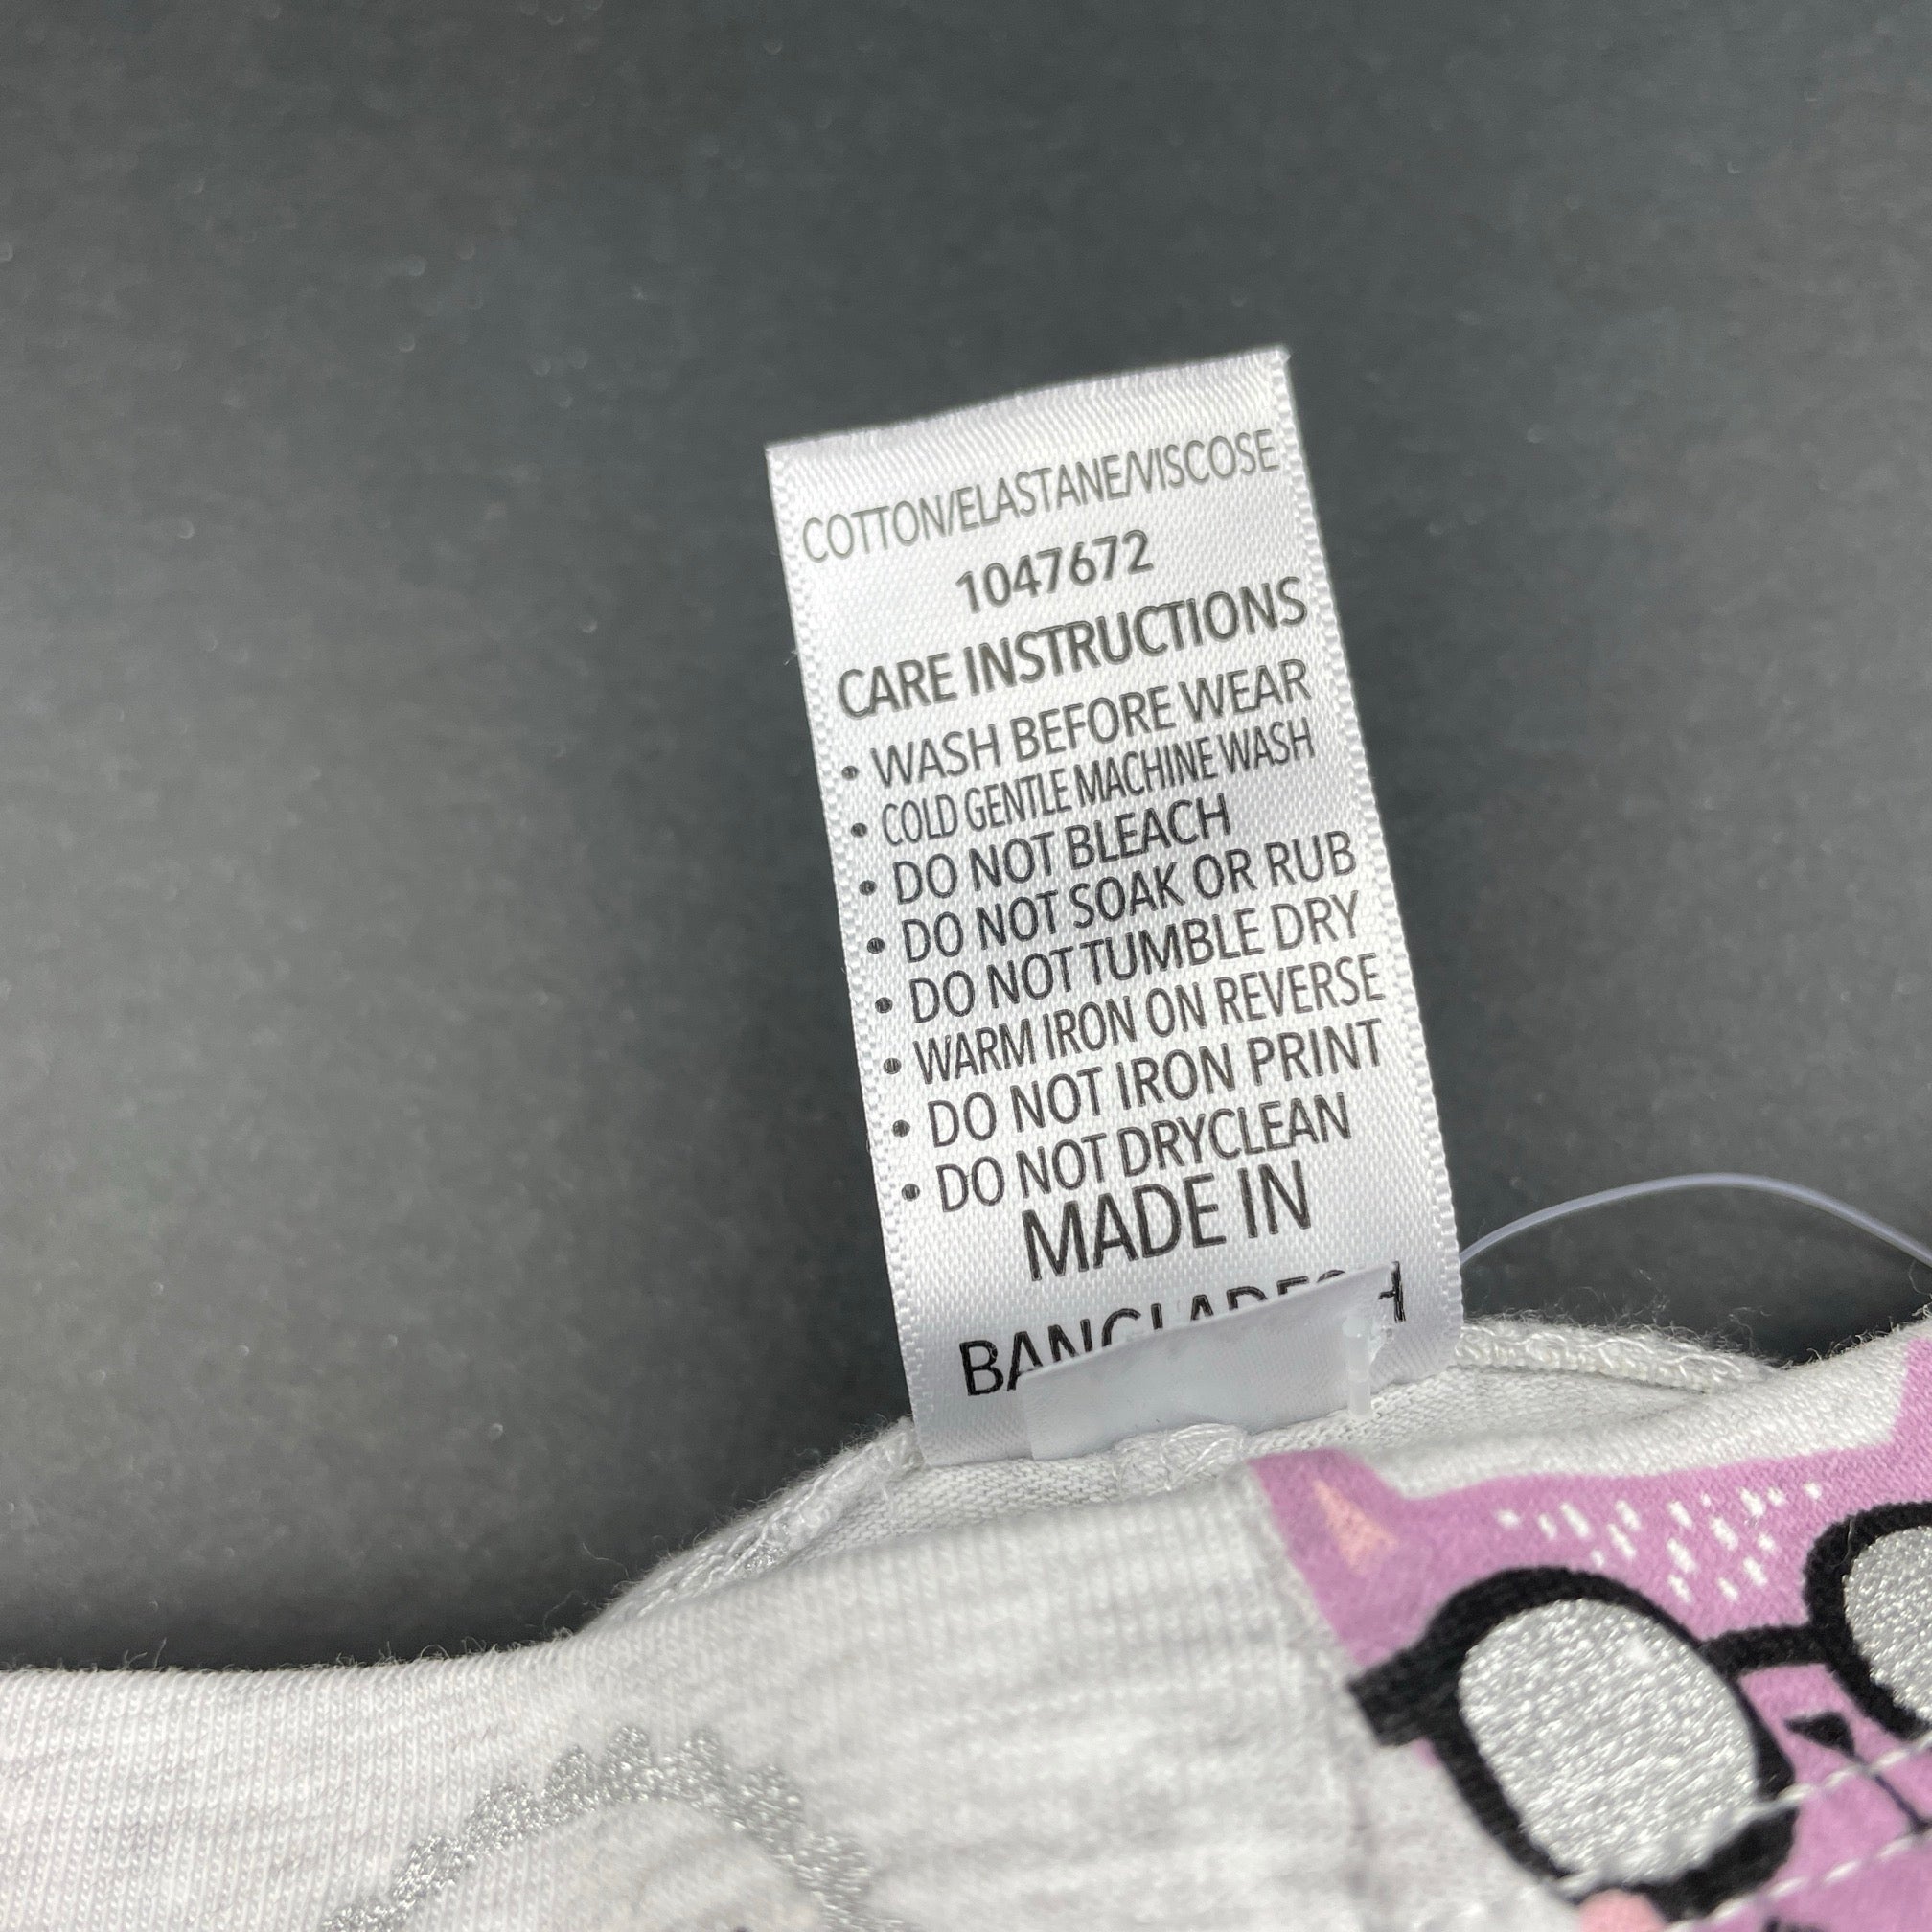 COTTON/ELASTANE/VISCOSE
1047672
CARE INSTRUCTIONS
• WASH BEFORE WEAR
• COLD GENTLE MACHINE WASH
• DO NOT BLEACH
• DO NOT SOAK OR RUB
• DO NOT TUMBLE DRY
• WARM IRON ON REVERSE
• DO NOT IRON PRINT
• DO NOT DRYCLEAN
MADE IN
BANGLADESH